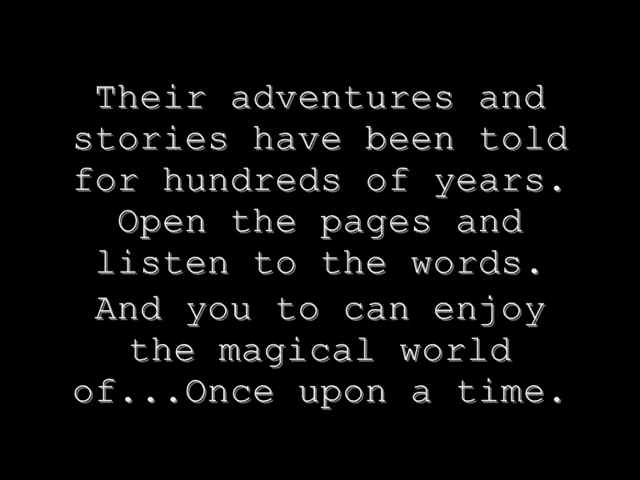 Their adventures and
stories have been told
for hundreds of years.
Open the pages and
listen to the words.
And you to can enjoy
the magical world
of...Once upon a time.